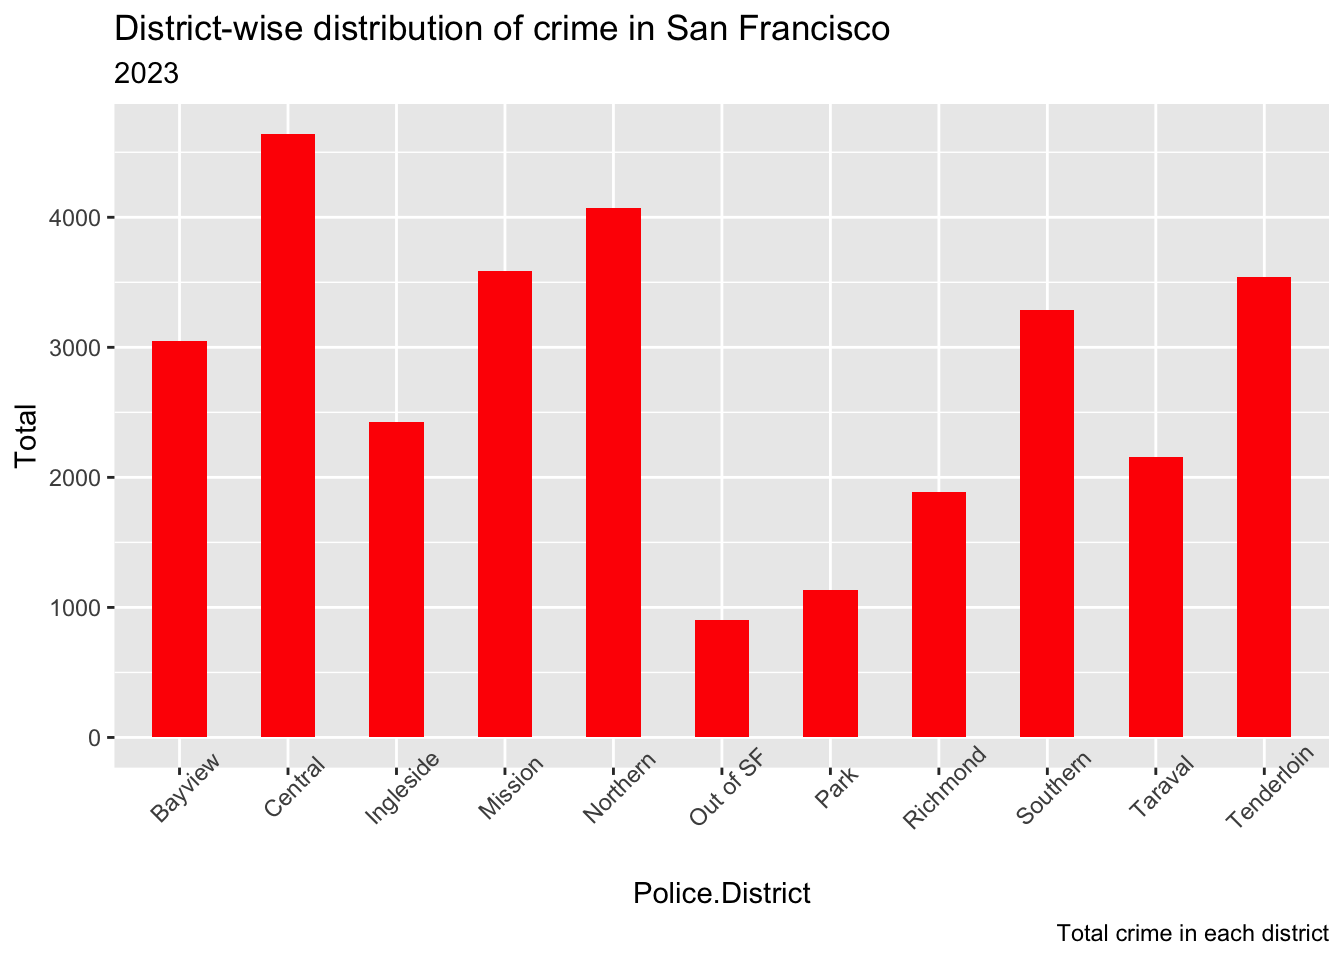 District-wise distribution of crime in San Francisco
2023
Total
4000
3000
2000
1000
0
Bayview
Central
Ingleside
Mission
Northern
Out of SF
Park
Richmond
Southern
Taraval
Tenderloin
Police.District
Total crime in each district